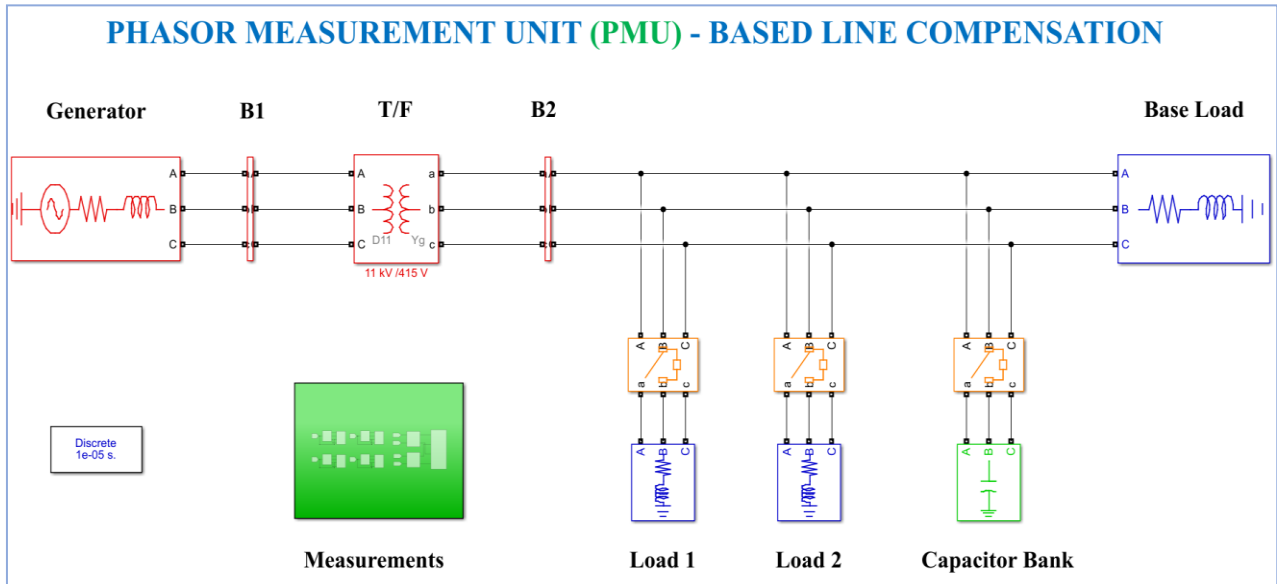 PHASOR MEASUREMENT UNIT (PMU) - BASED LINE COMPENSATION
Generator B1 T/F B2 Base Load
A A a A
B B b B
C C c C
D11 Yg
11 kV /415 V
A B C A B C A B C
a b c a b c a b c
Discrete
1e-05 s.
A B C A B C A B C
Measurements Load 1 Load 2 Capacitor Bank